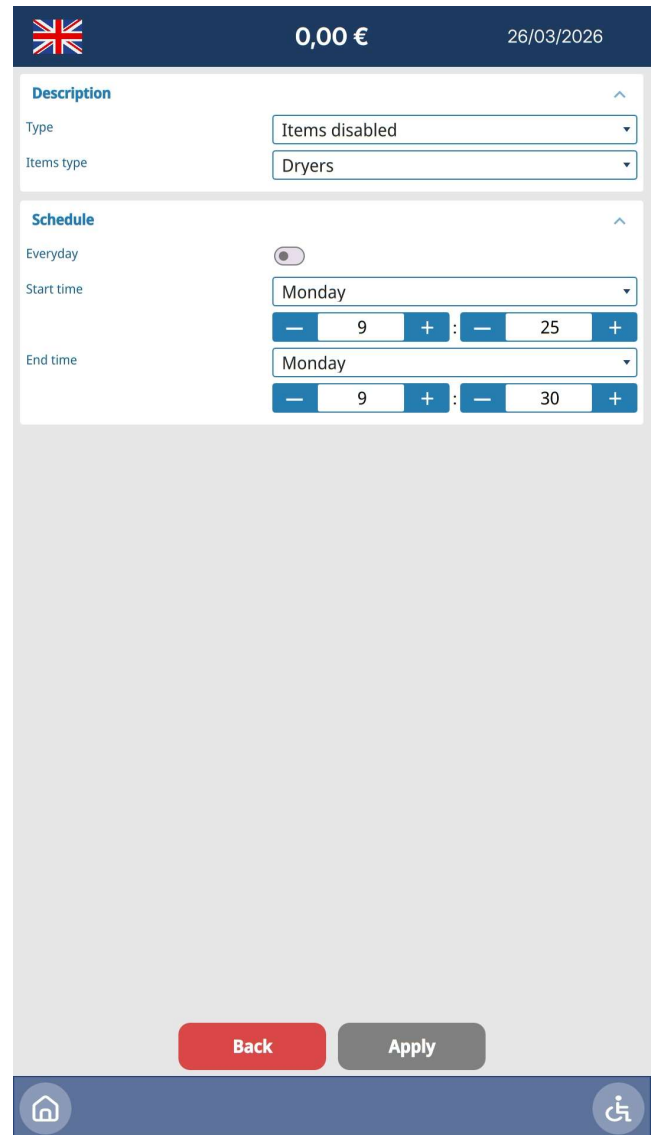 0,00 € 26/03/2026
Description
Type Items disabled
Items type Dryers
Schedule
Everyday
Start time Monday
— 9 + : — 25 +
End time Monday
— 9 + : — 30 +
Back Apply